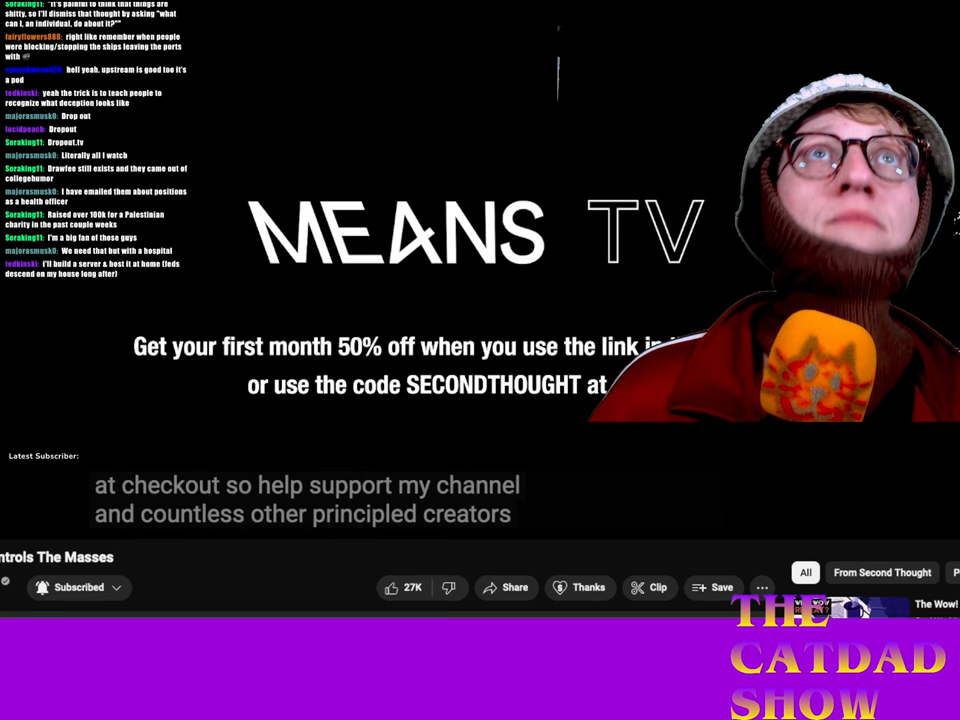 Soraking11: "It's painful to think that things are
shitty, so I'll dismiss that thought by asking "what
can I, an individual, do about it?""
fairyflowers888: right like remember when people
were blocking/stopping the ships leaving the ports
with
hell yeah. upstream is good too it's
a pod
tedkinski: yeah the trick is to teach people to
recognize what deception looks like
majorasmusk0: Drop out
lucidpeach: Dropout
Soraking11: Dropout.tv
majorasmusk0: Literally all I watch
Soraking11: Drawfee still exists and they came out of
collegehumor
majorasmusk0: I have emailed them about positions
as a health officer
Soraking11: Raised over 100k for a Palestinian
charity in the past couple weeks
Soraking11: I'm a big fan of those guys
majorasmusk0: We need that but with a hospital
tedkinski: i'll build a server & host it at home (feds
descend on my house long after)
MEANS TV
Get your first month 50% off when you use the link in
or use the code SECONDTHOUGHT at
Latest Subscriber:
at checkout so help support my channel
and countless other principled creators
ntrols The Masses
Subscribed
27K
Share
Thanks
Clip
Save
All
From Second Thought
P
The Wow!
THE
CATDAD
SHOW